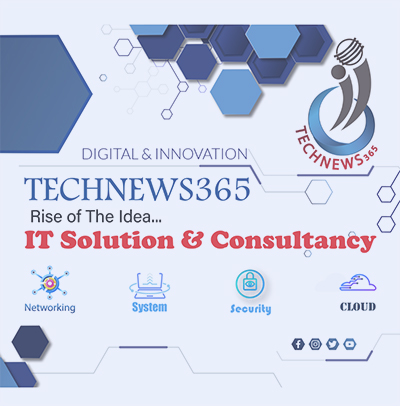 TECHNEWS365
DIGITAL & INNOVATION
TECHNEWS365
Rise of The Idea...
IT Solution & Consultancy
Networking
System
Security
CLOUD